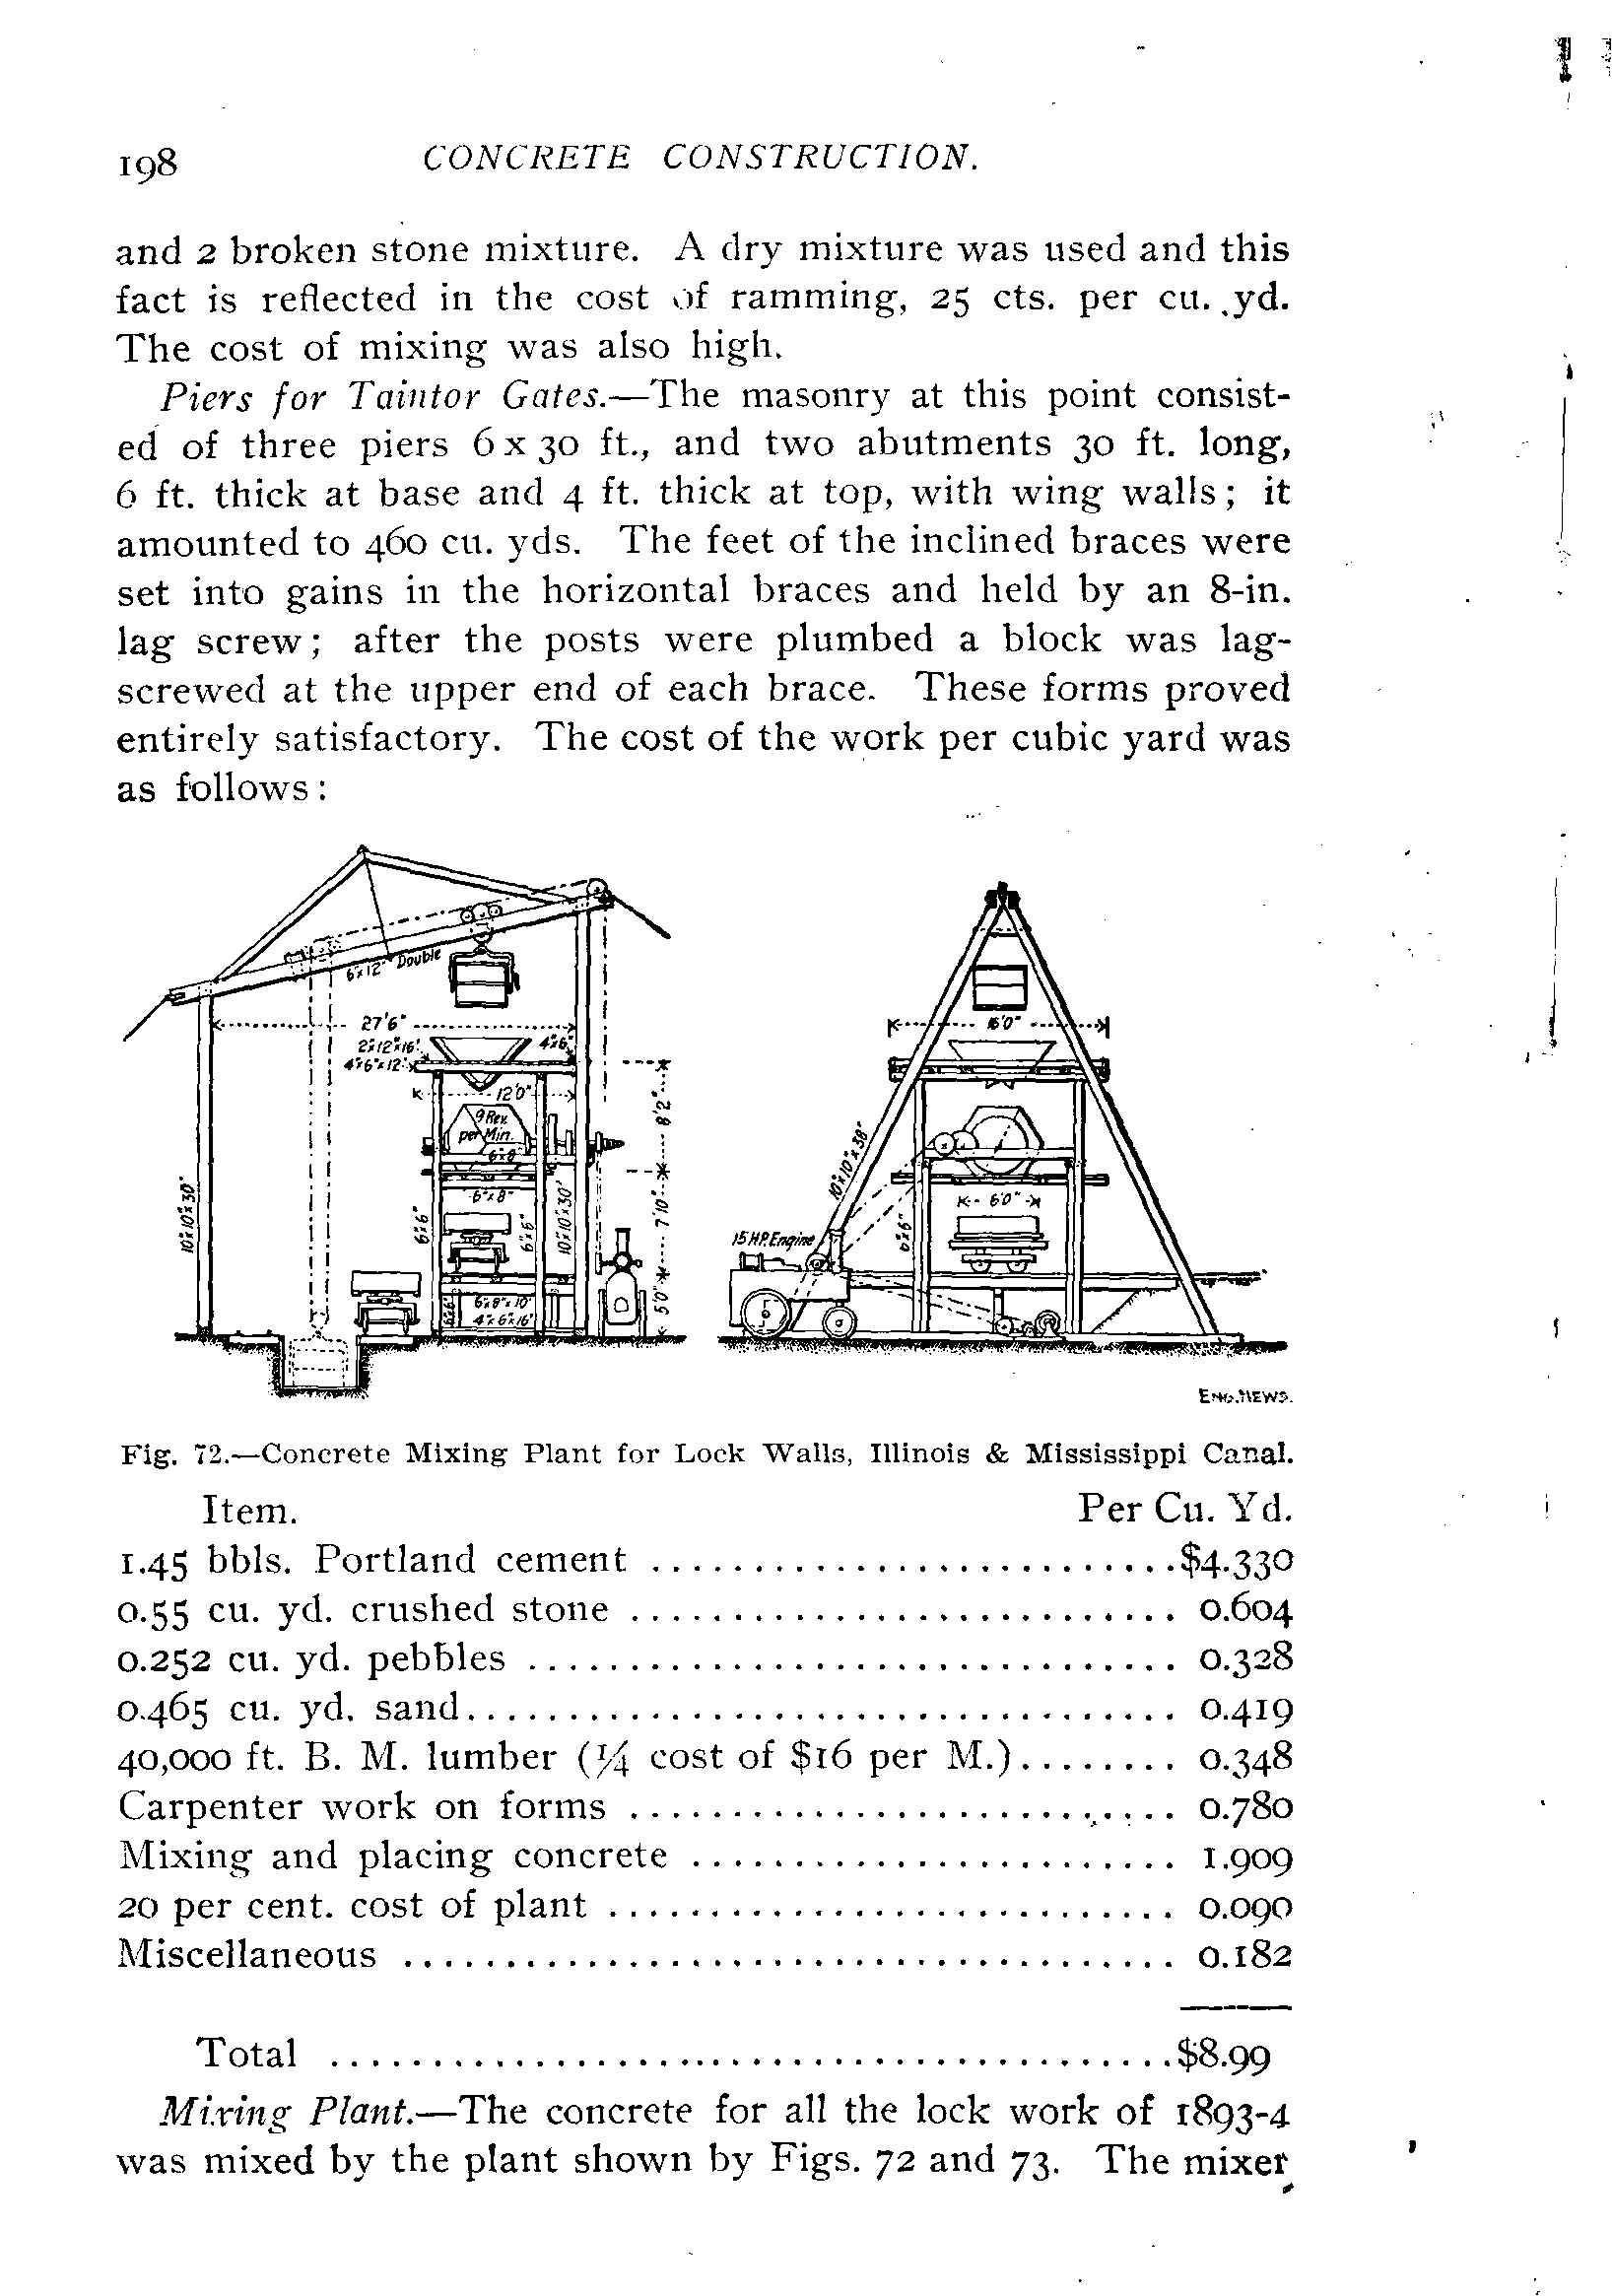 198 CONCRETE CONSTRUCTION.
and 2 broken stone mixture. A dry mixture was used and this
fact is reflected in the cost of ramming, 25 cts. per cu. yd.
The cost of mixing was also high.
Piers for Taintor Gates.—The masonry at this point consist-
ed of three piers 6 x 30 ft., and two abutments 30 ft. long,
6 ft. thick at base and 4 ft. thick at top, with wing walls; it
amounted to 460 cu. yds. The feet of the inclined braces were
set into gains in the horizontal braces and held by an 8-in.
lag screw; after the posts were plumbed a block was lag-
screwed at the upper end of each brace. These forms proved
entirely satisfactory. The cost of the work per cubic yard was
as follows:
6"x12" Double
27'6"
16'0"
2"x12"x16'
4"x6"
4"x6"x12'
12'0"
9 Rev.
per Min.
6"x8"
8'2"
6"x8"
6'0"
10"x10"x30'
6"x6"
6"x6"
10"x10"x30'
7'10"
10"x10"x38'
6"x6"
15 H.P. Engine
5'0"
6"x8"x10'
4"x6"x16'
ENG. NEWS.
Fig. 72.—Concrete Mixing Plant for Lock Walls, Illinois & Mississippi Canal.
Item. Per Cu. Yd.
1.45 bbls. Portland cement ..........................$4.330
0.55 cu. yd. crushed stone ........................... 0.604
0.252 cu. yd. pebbles ................................ 0.328
0.465 cu. yd. sand................................... 0.419
40,000 ft. B. M. lumber (¼ cost of $16 per M.)........ 0.348
Carpenter work on forms ........................... 0.780
Mixing and placing concrete ........................ 1.909
20 per cent. cost of plant ............................ 0.090
Miscellaneous ...................................... 0.182
Total .........................................$8.99
Mixing Plant.—The concrete for all the lock work of 1893-4
was mixed by the plant shown by Figs. 72 and 73. The mixer